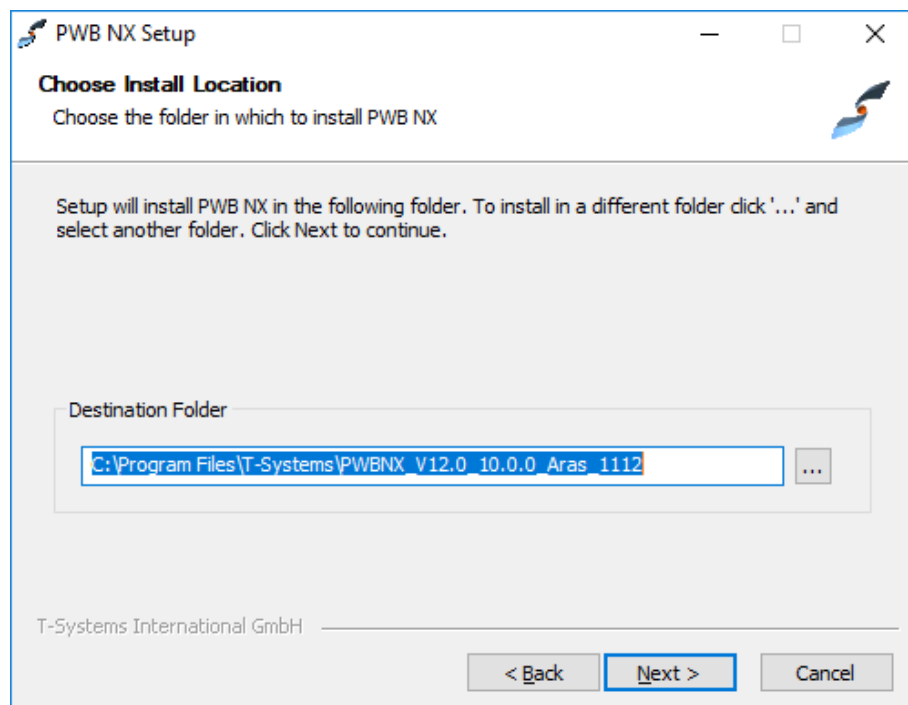 PWB NX Setup
Choose Install Location
Choose the folder in which to install PWB NX
Setup will install PWB NX in the following folder. To install in a different folder click '...' and
select another folder. Click Next to continue.
Destination Folder
C:\Program Files\T-Systems\PWBNX_V12.0_10.0.0_Aras_1112
...
T-Systems International GmbH
< Back
Next >
Cancel